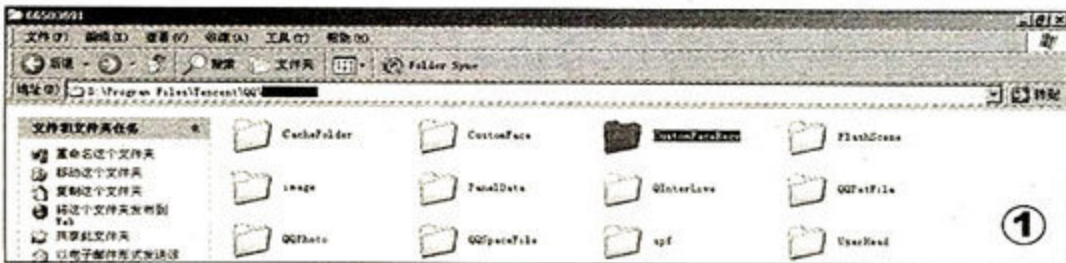 66503691
文件(F) 编辑(E) 查看(V) 收藏(A) 工具(T) 帮助(H)
后退 搜索 文件夹 Folder Sync
地址(D) D:\Program Files\Tencent\QQ\ 转到
文件和文件夹任务
CacheFolder CustomFace CustomFaceRecv FlashScene
重命名这个文件夹
移动这个文件夹
复制这个文件夹
image PanelData QInterLive QQPetFile
将这个文件夹发布到
Web
共享此文件夹
QQPhoto QQSpaceFile upf UserHead
以电子邮件形式发送该
①